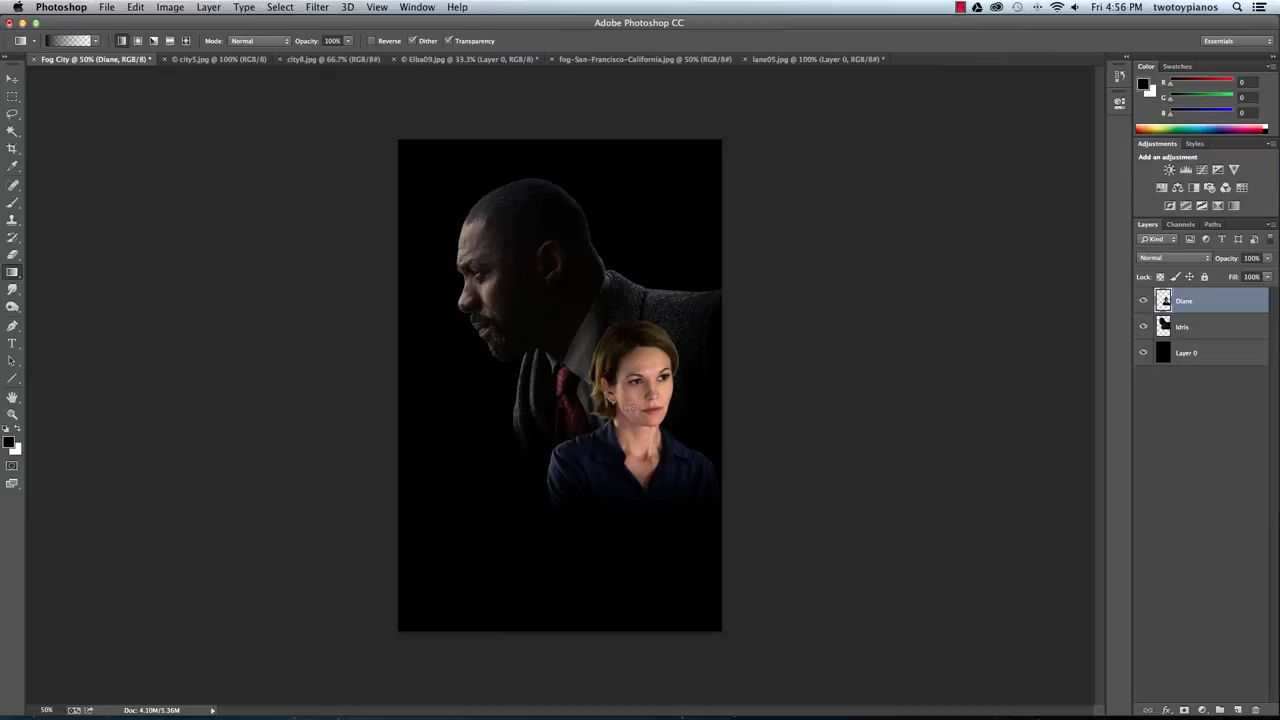 Photoshop File Edit Image Layer Type Select Filter 3D View Window Help Fri 4:56 PM twotoypianos
Adobe Photoshop CC
Mode: Normal Opacity: 100% Reverse Dither Transparency Essentials
Fog City @ 50% (Diane, RGB/8) * © city5.jpg @ 100% (RGB/8) city8.jpg @ 66.7% (RGB/8#) © Elba09.jpg @ 33.3% (Layer 0, RGB/8) * fog-San-Francisco-California.jpg @ 50% (RGB/8#) lane05.jpg @ 100% (Layer 0, RGB/8#) *
Color Swatches
R 0
G 0
B 0
Adjustments Styles
Add an adjustment
Layers Channels Paths
Kind
Normal Opacity: 100%
Lock: Fill: 100%
Diane
Idris
Layer 0
50% Doc: 4.10M/5.36M